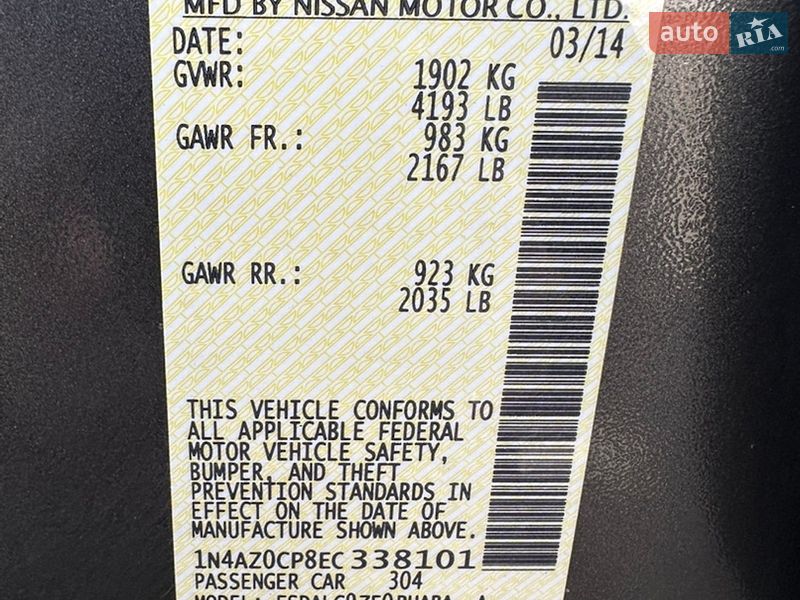 MFD BY NISSAN MOTOR CO., LTD.
auto RIA .com
DATE: 03/14
GVWR: 1902 KG
4193 LB
GAWR FR.: 983 KG
2167 LB
GAWR RR.: 923 KG
2035 LB
THIS VEHICLE CONFORMS TO
ALL APPLICABLE FEDERAL
MOTOR VEHICLE SAFETY,
BUMPER, AND THEFT
PREVENTION STANDARDS IN
EFFECT ON THE DATE OF
MANUFACTURE SHOWN ABOVE.
1N4AZ0CP8EC338101
PASSENGER CAR 304
MODEL: